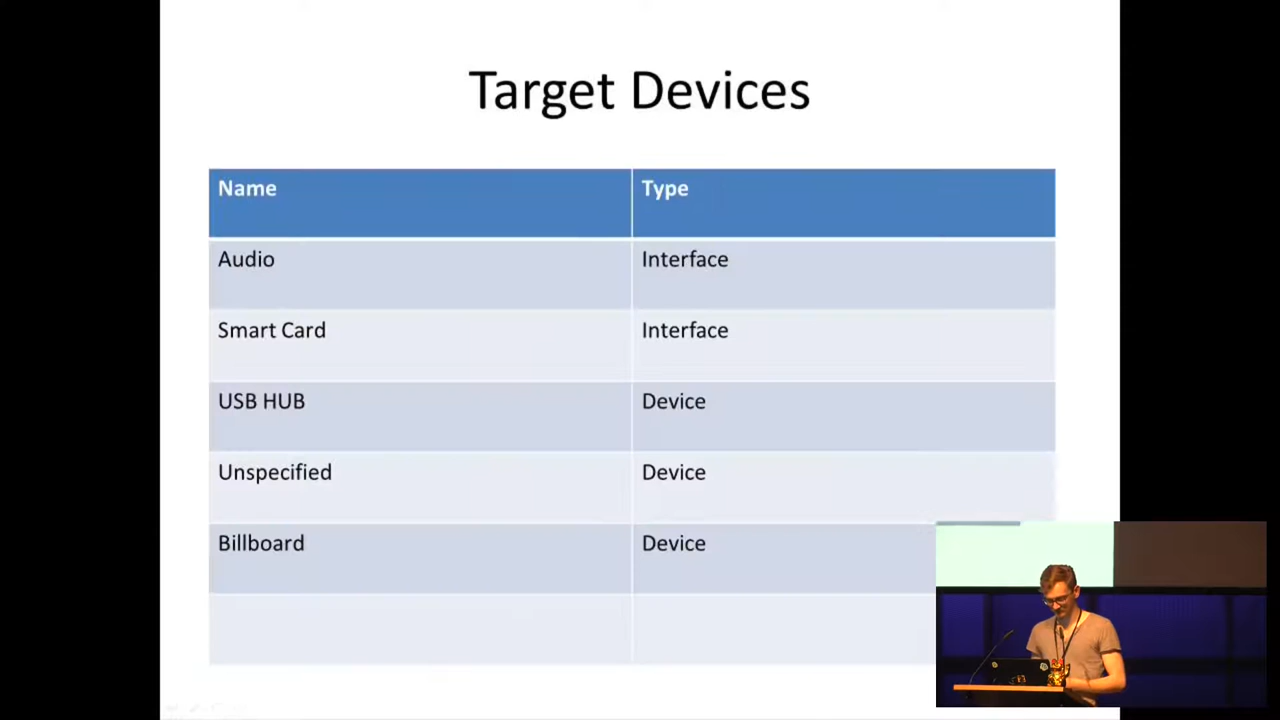 Target Devices
Name Type
Audio Interface
Smart Card Interface
USB HUB Device
Unspecified Device
Billboard Device